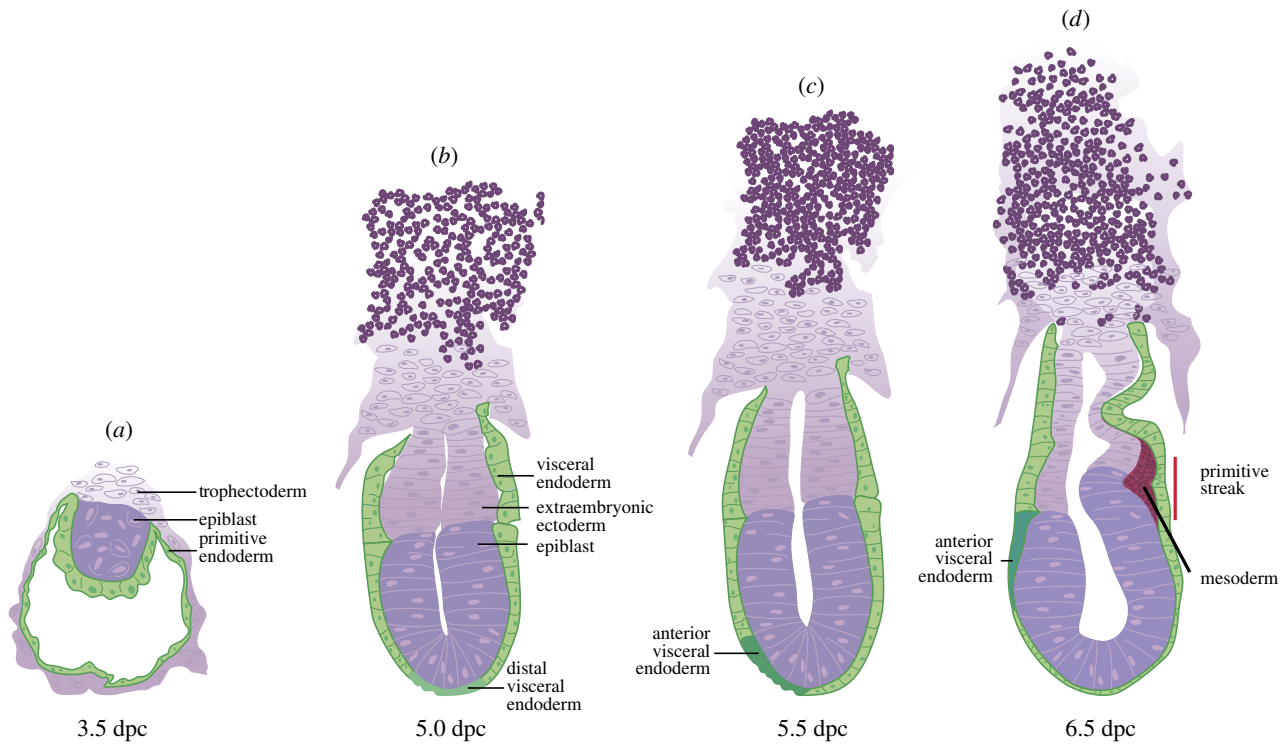 (a)
trophectoderm
epiblast
primitive
endoderm
3.5 dpc
(b)
visceral
endoderm
extraembryonic
ectoderm
epiblast
distal
visceral
endoderm
5.0 dpc
(c)
anterior
visceral
endoderm
5.5 dpc
(d)
primitive
streak
anterior
visceral
endoderm
mesoderm
6.5 dpc